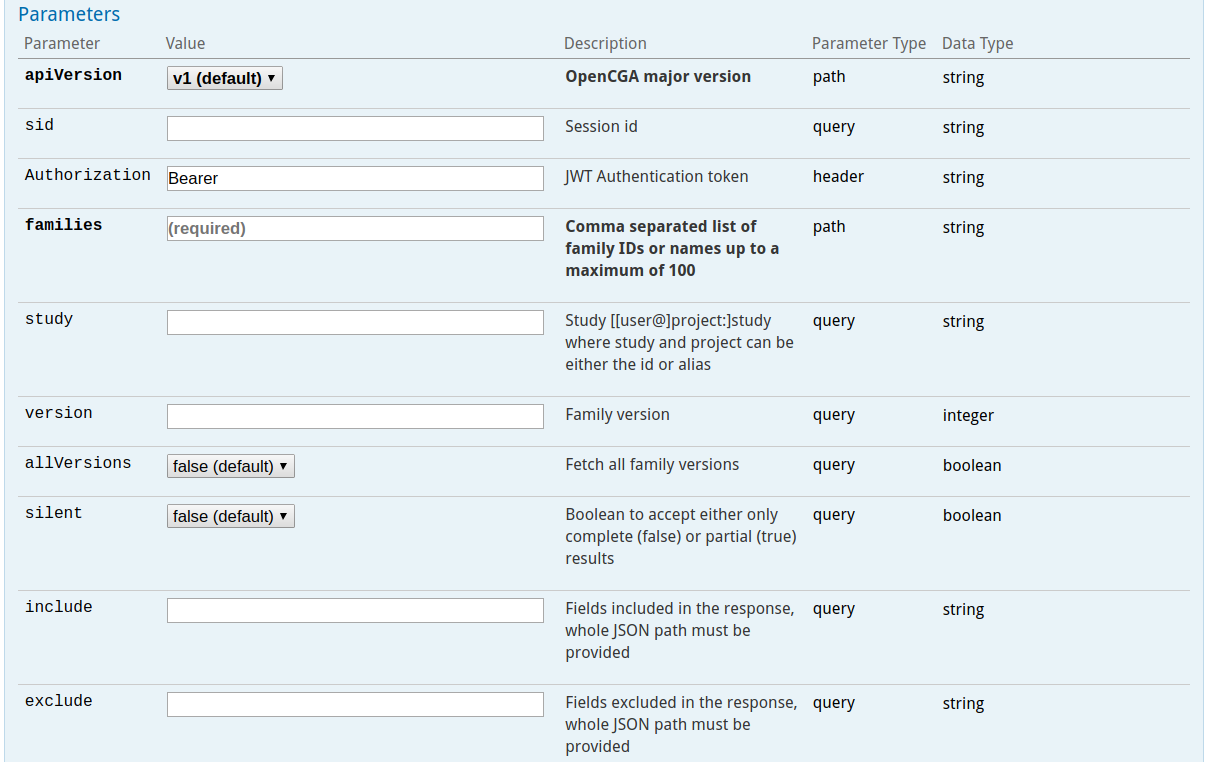 Parameters
Parameter Value Description Parameter Type Data Type
apiVersion v1 (default) OpenCGA major version path string
sid Session id query string
Authorization Bearer JWT Authentication token header string
families (required) Comma separated list of path string
family IDs or names up to a
maximum of 100
study Study [[user@]project:]study query string
where study and project can be
either the id or alias
version Family version query integer
allVersions false (default) Fetch all family versions query boolean
silent false (default) Boolean to accept either only query boolean
complete (false) or partial (true)
results
include Fields included in the response, query string
whole JSON path must be
provided
exclude Fields excluded in the response, query string
whole JSON path must be
provided